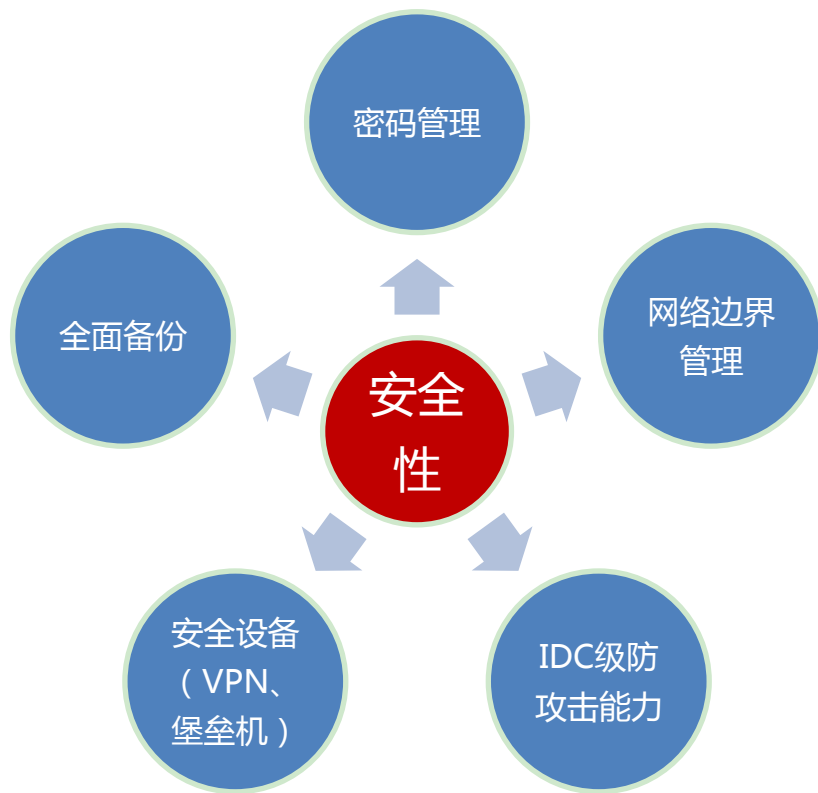 密码管理
全面备份
网络边界
管理
安全
性
安全设备
（VPN、
堡垒机）
IDC级防
攻击能力